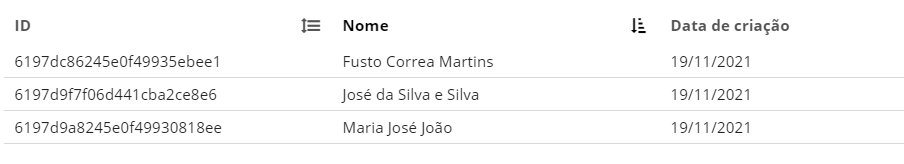 ID Nome Data de criação
6197dc86245e0f49935ebee1 Fusto Correa Martins 19/11/2021
6197d9f7f06d441cba2ce8e6 José da Silva e Silva 19/11/2021
6197d9a8245e0f49930818ee Maria José João 19/11/2021